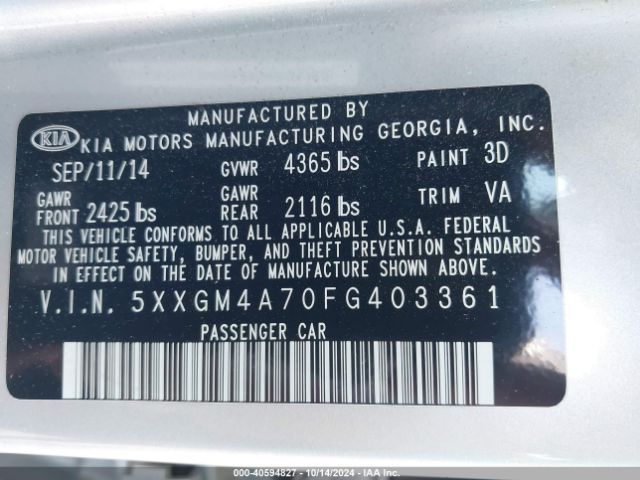 MANUFACTURED BY
KIA KIA MOTORS MANUFACTURING GEORGIA, INC.
SEP/11/14 GVWR 4365 lbs PAINT 3D
GAWR FRONT 2425 lbs GAWR REAR 2116 lbs TRIM VA
THIS VEHICLE CONFORMS TO ALL APPLICABLE U.S.A. FEDERAL
MOTOR VEHICLE SAFETY, BUMPER, AND THEFT PREVENTION STANDARDS
IN EFFECT ON THE DATE OF MANUFACTURE SHOWN ABOVE.
V.I.N. 5XXGM4A70FG403361
PASSENGER CAR
000-40594827 - 10/14/2024 - IAA Inc.